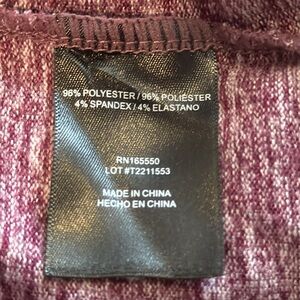 96% POLYESTER / 96% POLIÉSTER
4% SPANDEX / 4% ELASTANO
RN165550
LOT #T2211553
MADE IN CHINA
HECHO EN CHINA